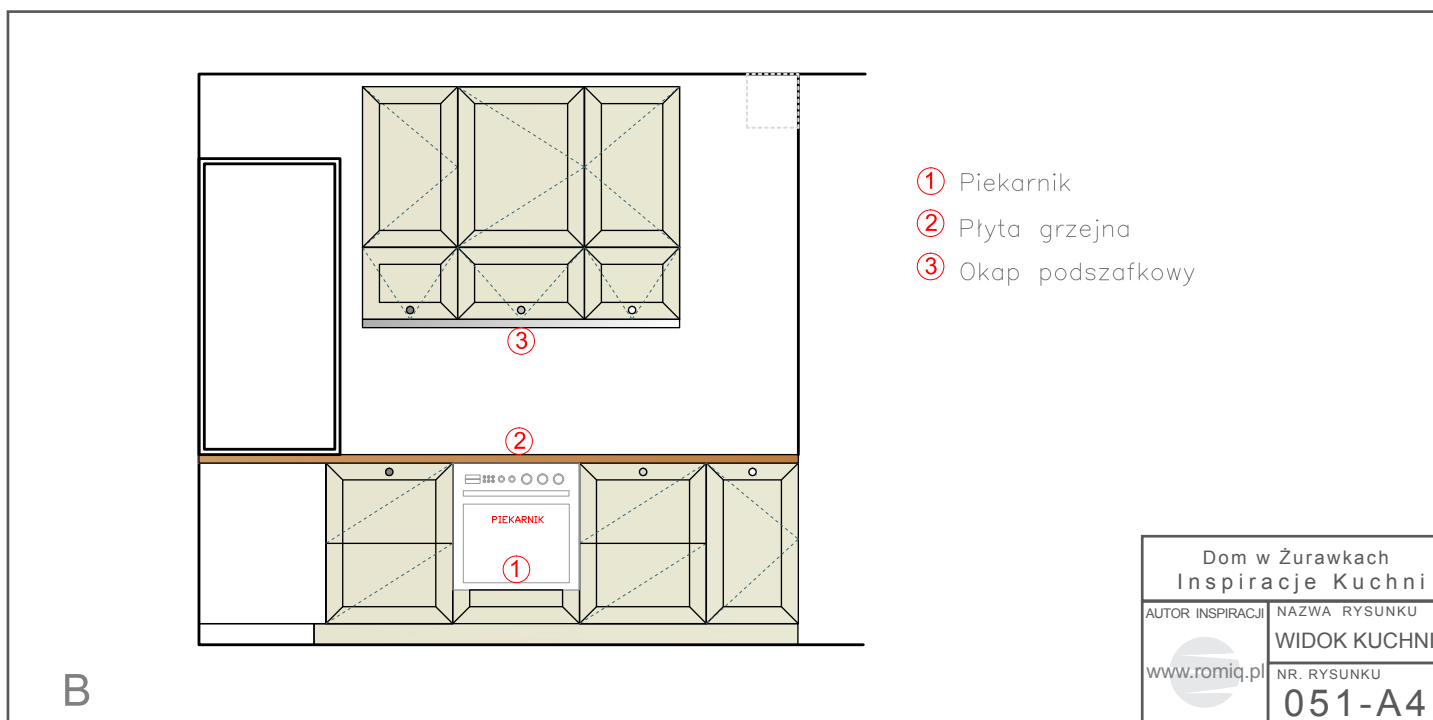 1 Piekarnik
2 Płyta grzejna
3 Okap podszafkowy
3
2
PIEKARNIK
1
B
Dom w Żurawkach
Inspiracje Kuchni
AUTOR INSPIRACJI
www.romiq.pl
NAZWA RYSUNKU
WIDOK KUCHNI
NR. RYSUNKU
051-A4